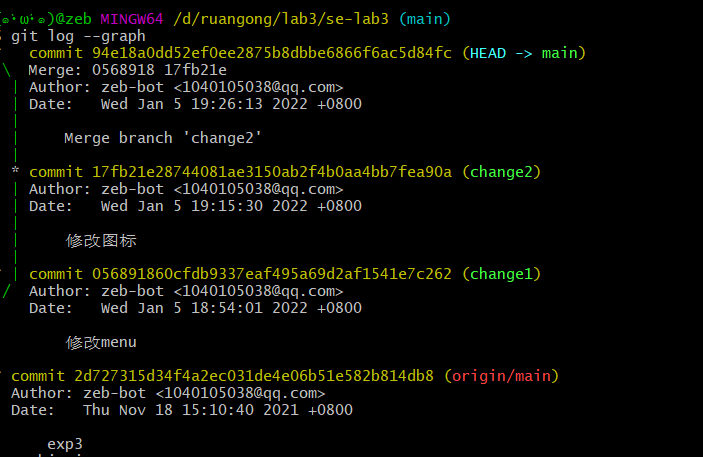 (๑•̀ω•́๑)@zeb MINGW64 /d/ruangong/lab3/se-lab3 (main)
git log --graph
commit 94e18a0dd52ef0ee2875b8dbbe6866f6ac5d84fc (HEAD -> main)
\ Merge: 0568918 17fb21e
| Author: zeb-bot <1040105038@qq.com>
| Date: Wed Jan 5 19:26:13 2022 +0800
|
| Merge branch 'change2'
|
* commit 17fb21e28744081ae3150ab2f4b0aa4bb7fea90a (change2)
| Author: zeb-bot <1040105038@qq.com>
| Date: Wed Jan 5 19:15:30 2022 +0800
|
| 修改图标
|
| commit 056891860cfdb9337eaf495a69d2af1541e7c262 (change1)
/ Author: zeb-bot <1040105038@qq.com>
Date: Wed Jan 5 18:54:01 2022 +0800
修改menu
commit 2d727315d34f4a2ec031de4e06b51e582b814db8 (origin/main)
Author: zeb-bot <1040105038@qq.com>
Date: Thu Nov 18 15:10:40 2021 +0800
exp3